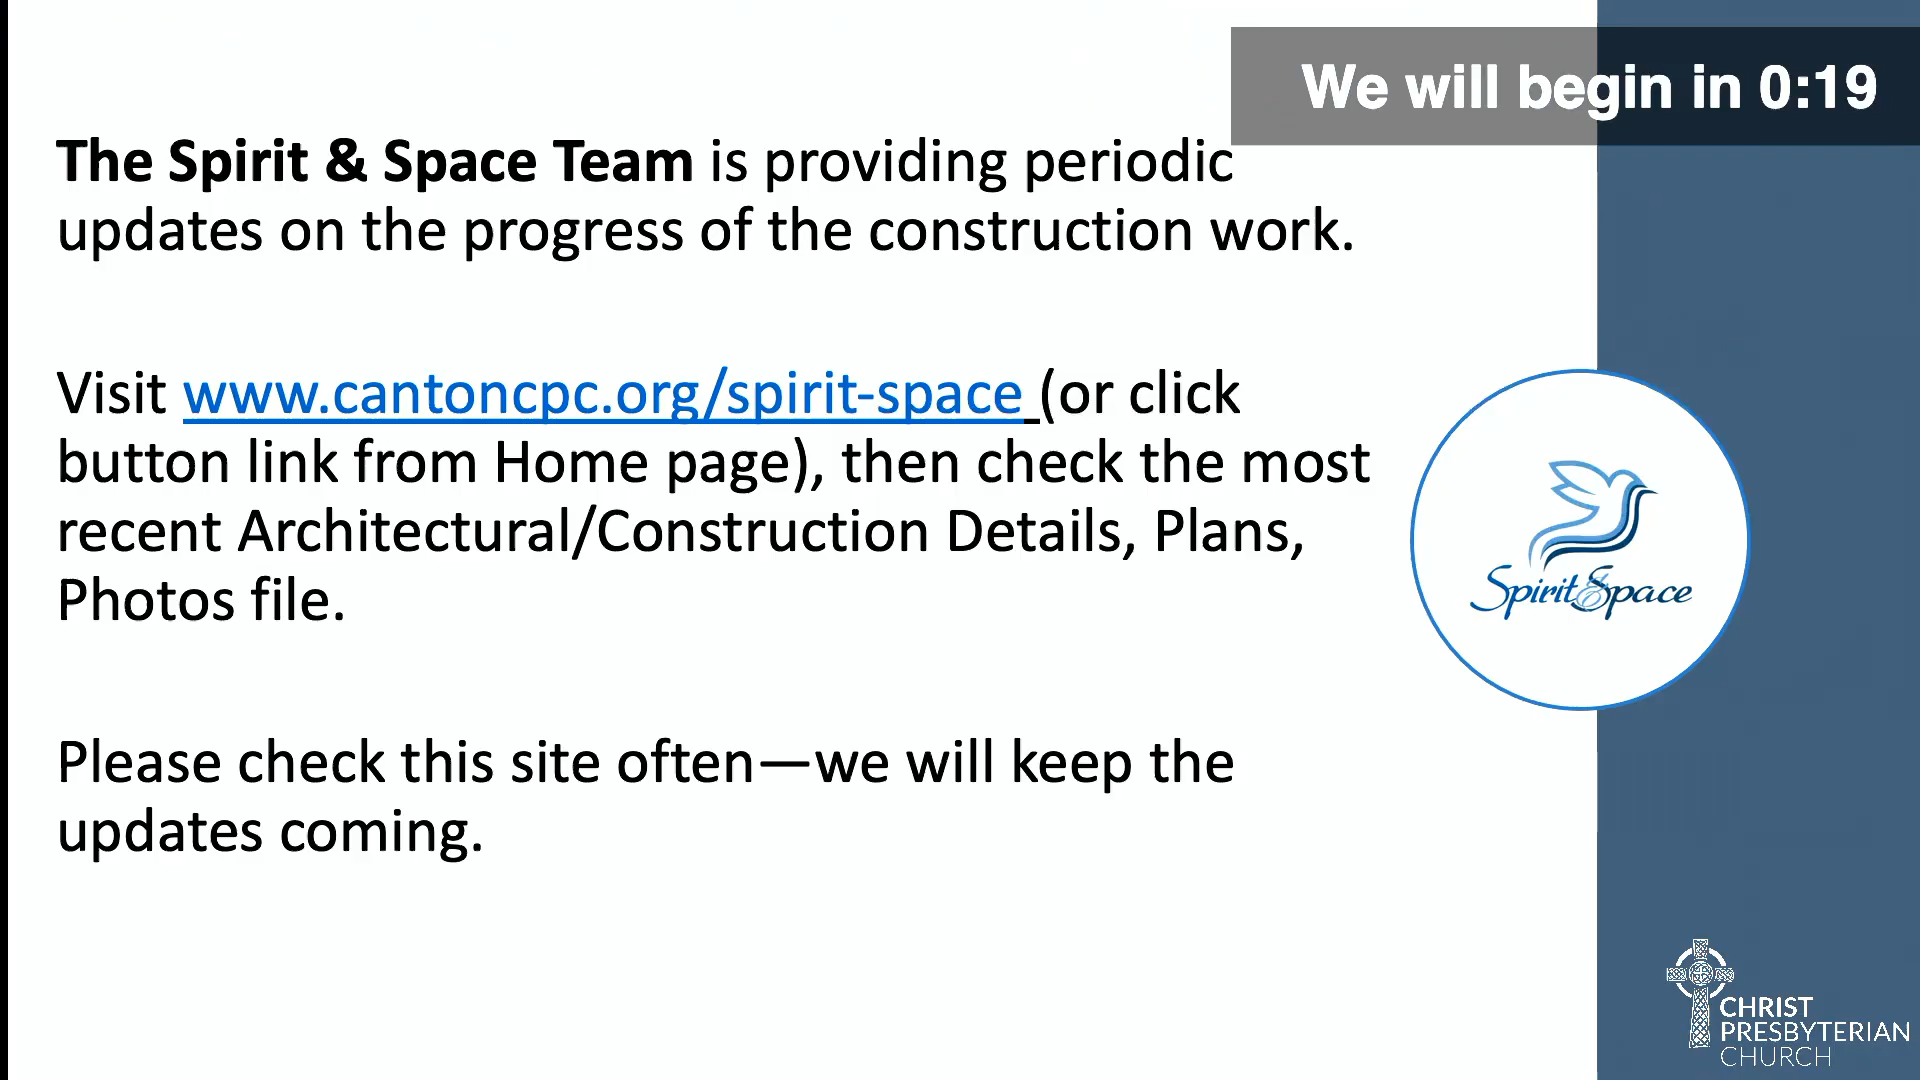 We will begin in 0:19
The Spirit & Space Team is providing periodic
updates on the progress of the construction work.
Visit www.cantoncpc.org/spirit-space (or click
button link from Home page), then check the most
recent Architectural/Construction Details, Plans,
Photos file.
Please check this site often—we will keep the
updates coming.
Spirit & Space
CHRIST
PRESBYTERIAN
CHURCH